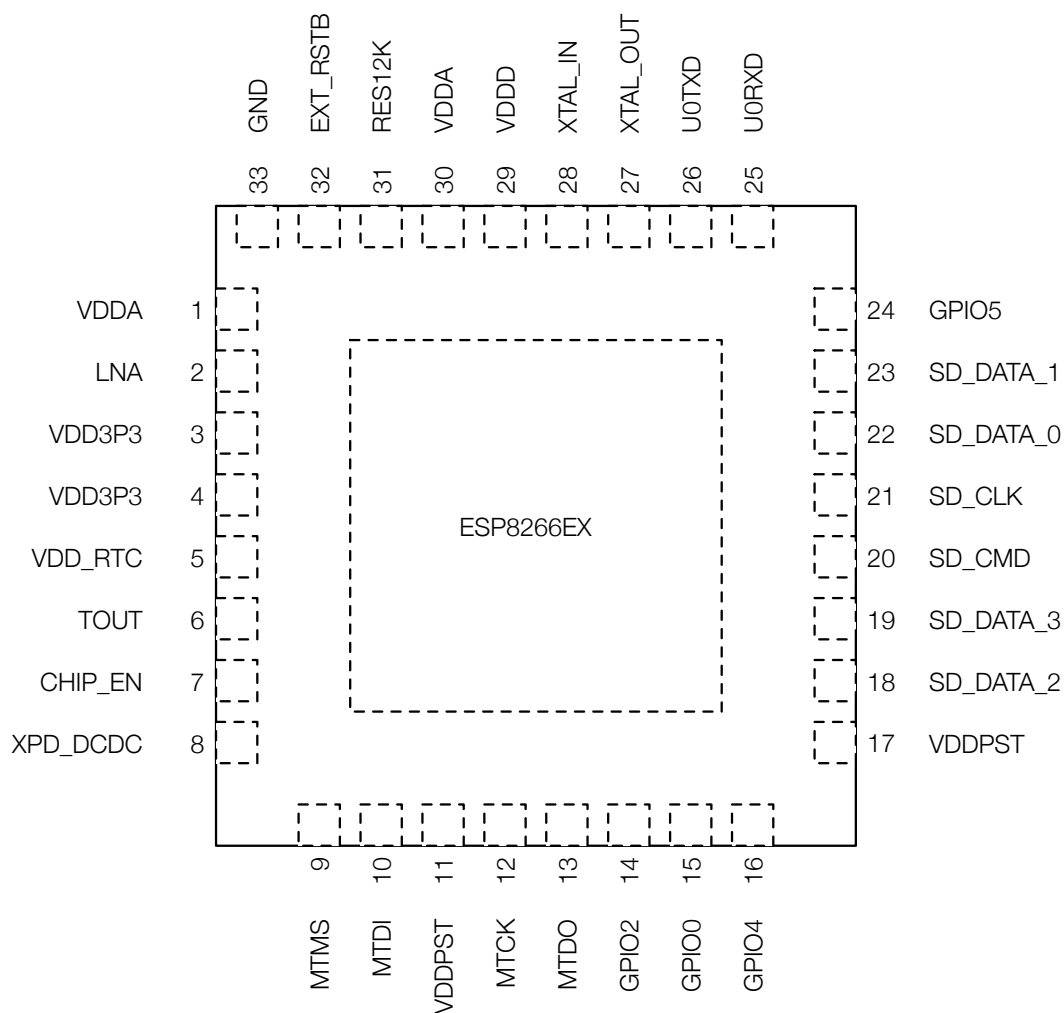 GND
EXT_RSTB
RES12K
VDDA
VDDD
XTAL_IN
XTAL_OUT
U0TXD
U0RXD
33
32
31
30
29
28
27
26
25
VDDA 1
LNA 2
VDD3P3 3
VDD3P3 4
VDD_RTC 5
TOUT 6
CHIP_EN 7
XPD_DCDC 8
ESP8266EX
24 GPIO5
23 SD_DATA_1
22 SD_DATA_0
21 SD_CLK
20 SD_CMD
19 SD_DATA_3
18 SD_DATA_2
17 VDDPST
9
10
11
12
13
14
15
16
MTMS
MTDI
VDDPST
MTCK
MTDO
GPIO2
GPIO0
GPIO4